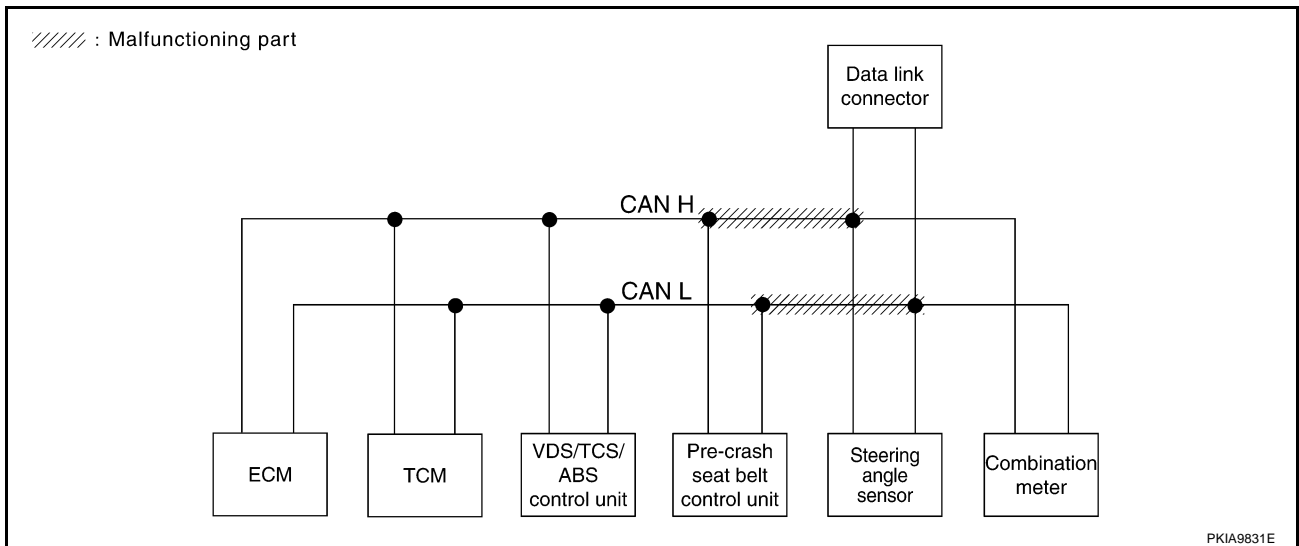 : Malfunctioning part
Data link
connector
CAN H
CAN L
ECM
TCM
VDS/TCS/
ABS
control unit
Pre-crash
seat belt
control unit
Steering
angle
sensor
Combination
meter
PKIA9831E